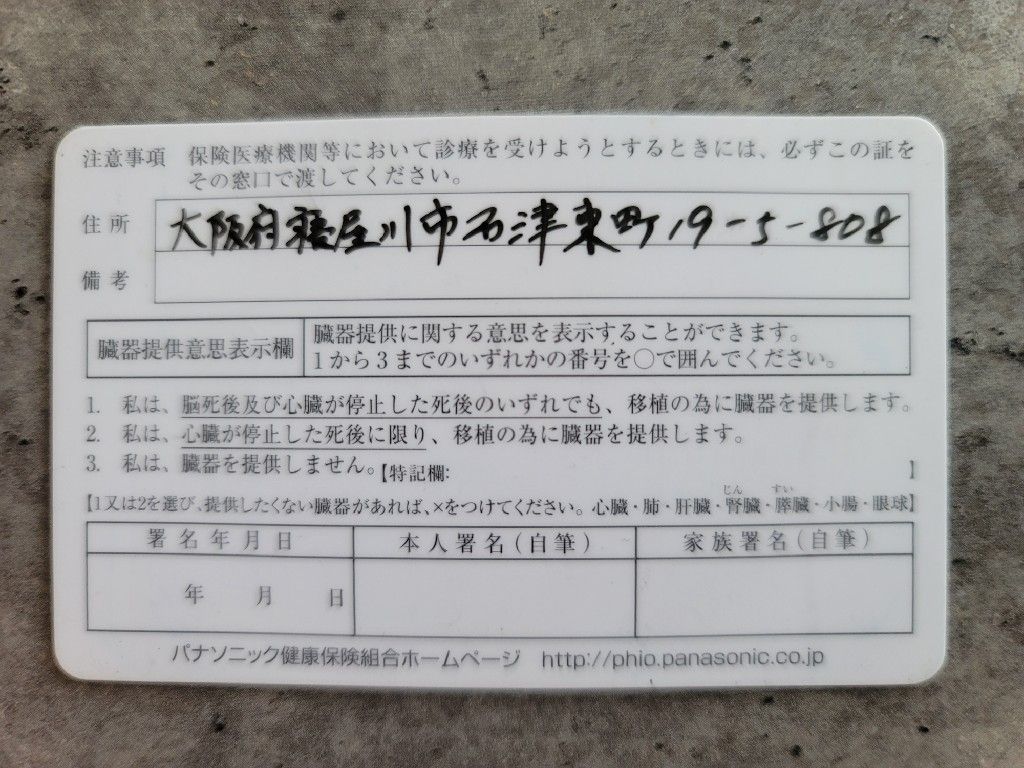 注意事項 保険医療機関等において診療を受けようとするときには、必ずこの証を
その窓口で渡してください。
住所 大阪府寝屋川市石津東町19-5-808
備考
臓器提供意思表示欄
臓器提供に関する意思を表示することができます。
1から3までのいずれかの番号を〇で囲んでください。
1. 私は、脳死後及び心臓が停止した死後のいずれでも、移植の為に臓器を提供します。
2. 私は、心臓が停止した死後に限り、移植の為に臓器を提供します。
3. 私は、臓器を提供しません。【特記欄: 】
じん すい
【1又は2を選び、提供したくない臓器があれば、×をつけてください。心臓・肺・肝臓・腎臓・膵臓・小腸・眼球】
署名年月日 本人署名(自筆) 家族署名(自筆)
年 月 日
パナソニック健康保険組合ホームページ http://phio.panasonic.co.jp